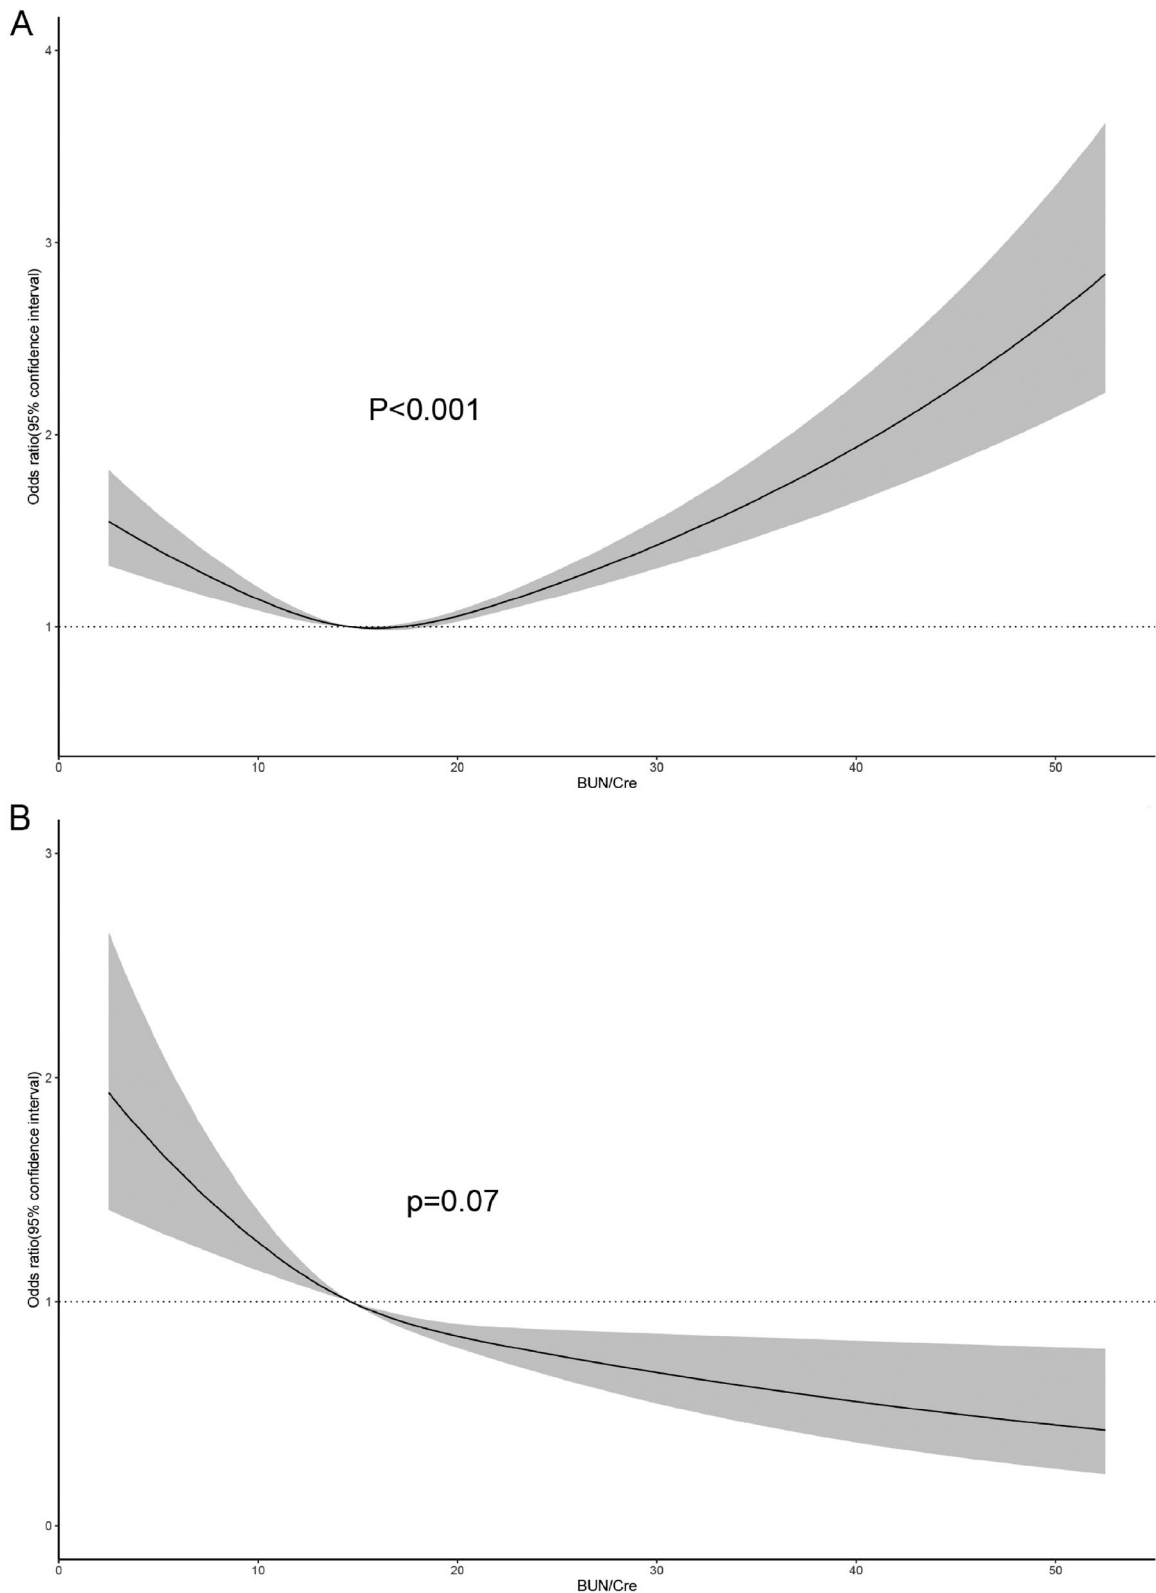 A
4
3
2
1
Odds ratio(95% confidence interval)
P<0.001
0 10 20 30 40 50
BUN/Cre
B
3
2
1
0
Odds ratio(95% confidence interval)
p=0.07
0 10 20 30 40 50
BUN/Cre